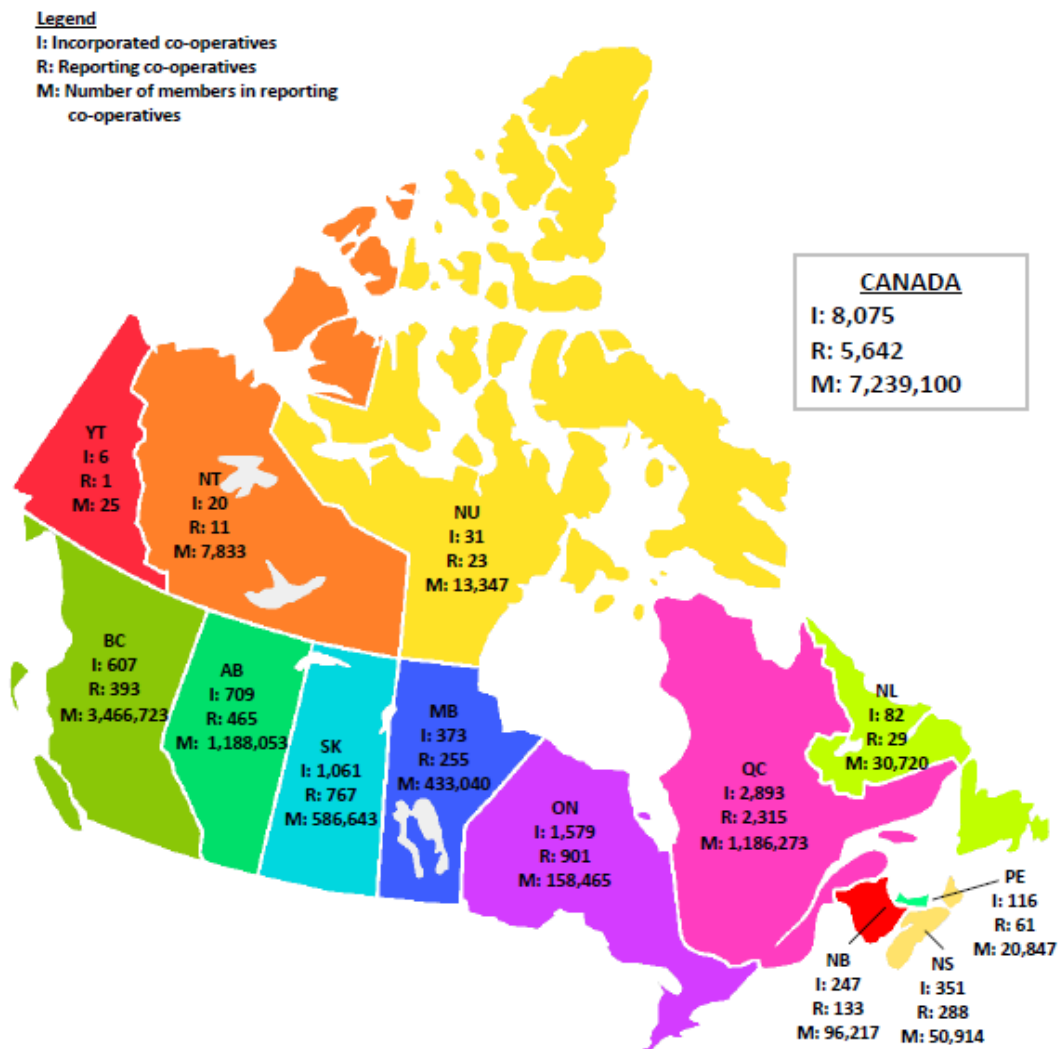 Legend
I: Incorporated co-operatives
R: Reporting co-operatives
M: Number of members in reporting
co-operatives
CANADA
I: 8,075
R: 5,642
M: 7,239,100
YT
I: 6
R: 1
M: 25
NT
I: 20
R: 11
M: 7,833
NU
I: 31
R: 23
M: 13,347
BC
I: 607
R: 393
M: 3,466,723
AB
I: 709
R: 465
M: 1,188,053
SK
I: 1,061
R: 767
M: 586,643
MB
I: 373
R: 255
M: 433,040
ON
I: 1,579
R: 901
M: 158,465
QC
I: 2,893
R: 2,315
M: 1,186,273
NL
I: 82
R: 29
M: 30,720
PE
I: 116
R: 61
M: 20,847
NB
I: 247
R: 133
M: 96,217
NS
I: 351
R: 288
M: 50,914